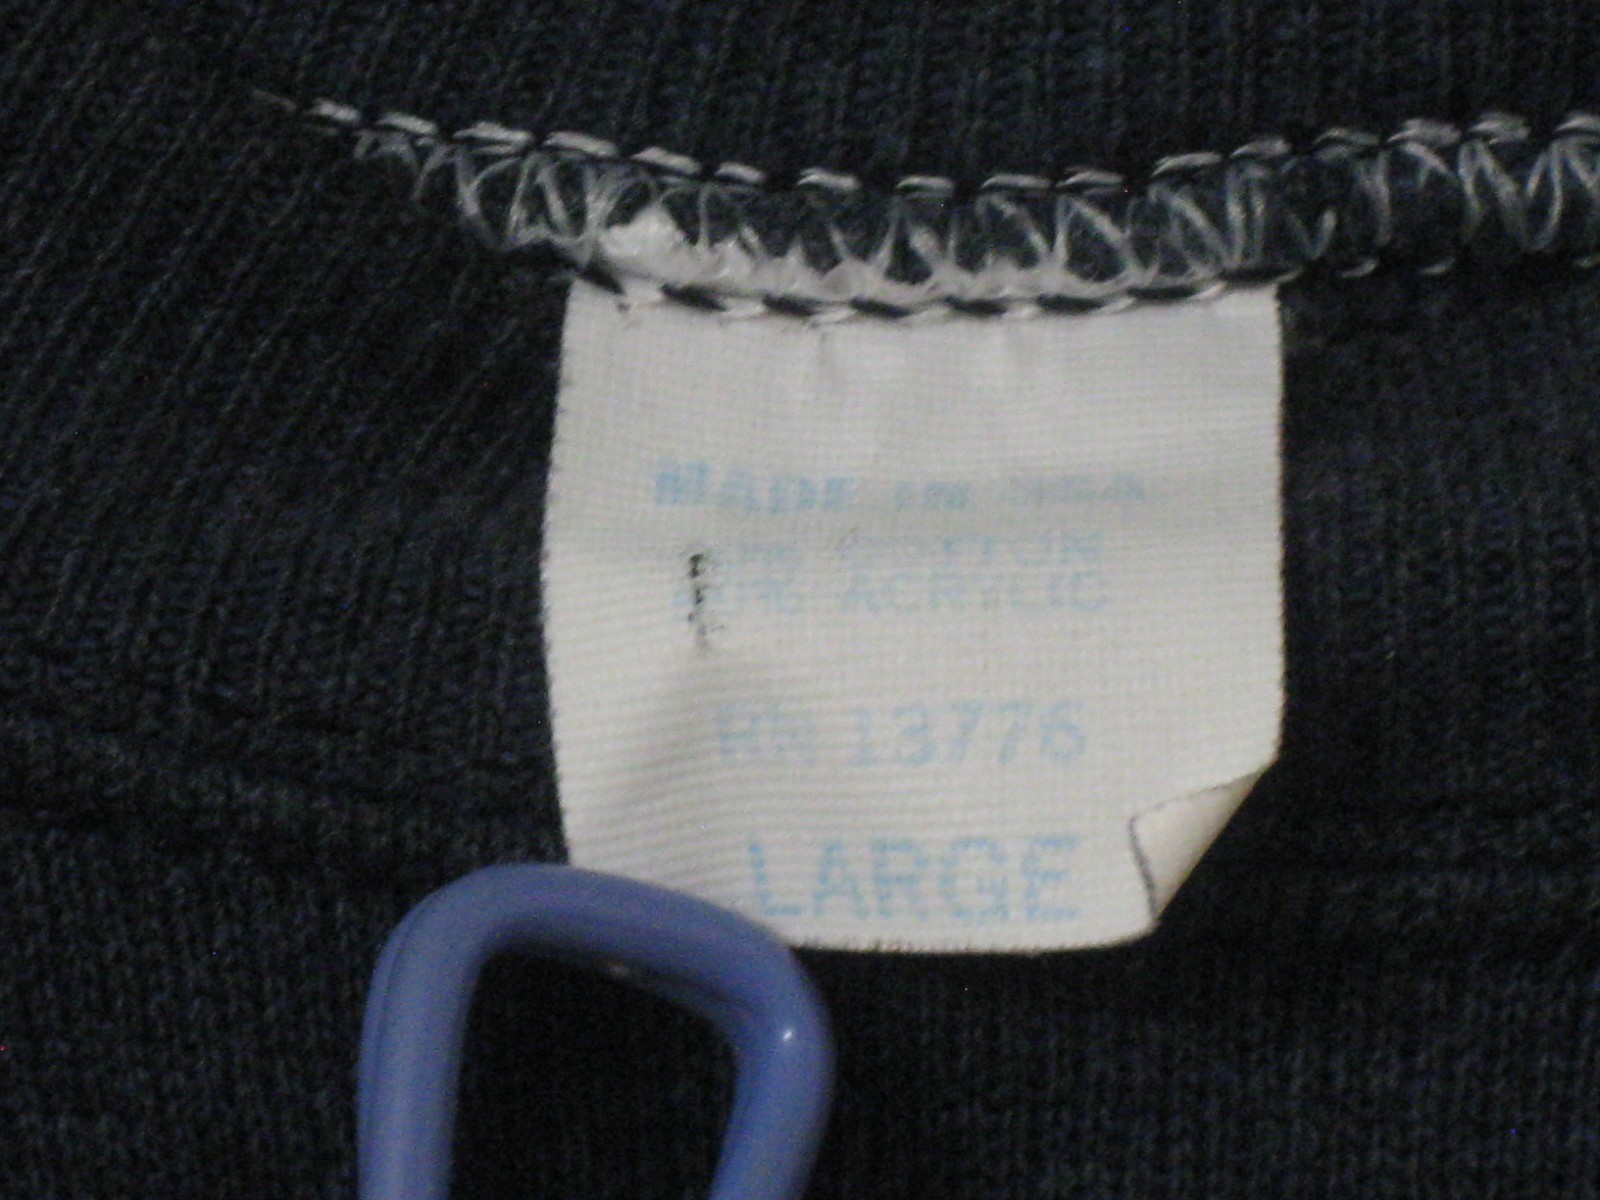 MADE IN USA
COTTON
ACRYLIC
RN 13776
LARGE